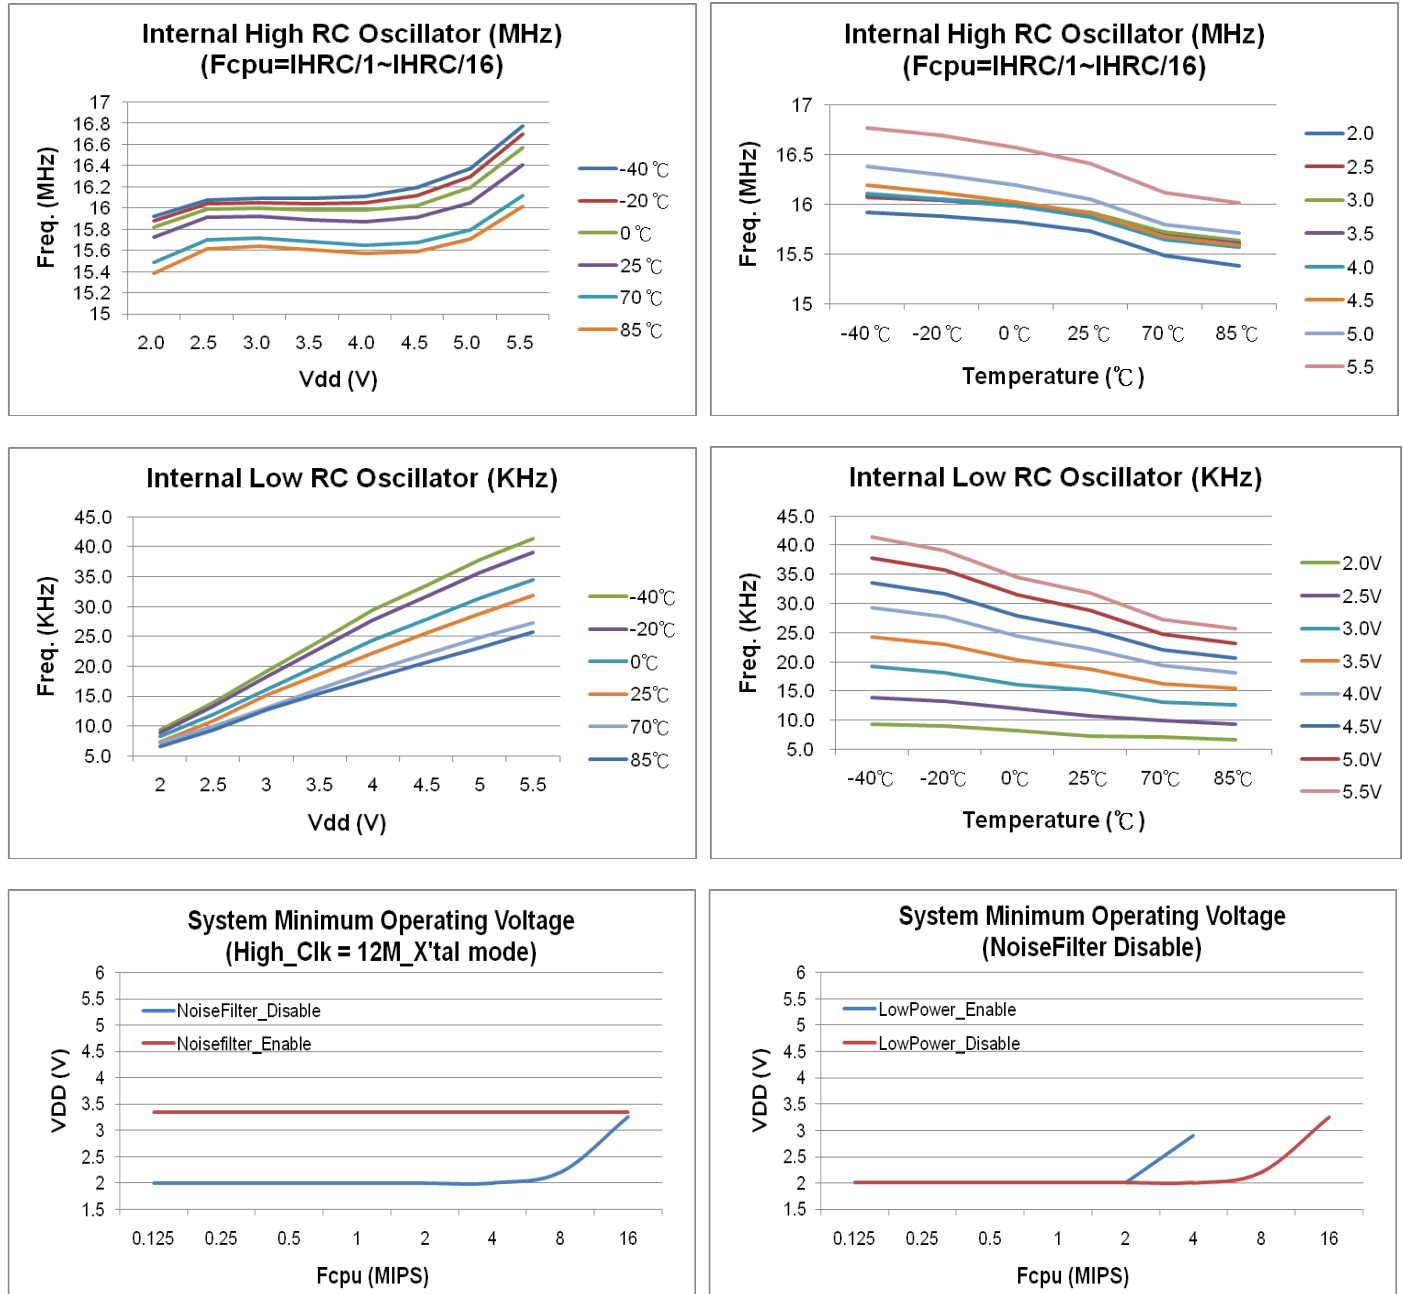 Internal High RC Oscillator (MHz)
(Fcpu=IHRC/1~IHRC/16)
Freq. (MHz)
17
16.8
16.6
16.4
16.2
16
15.8
15.6
15.4
15.2
15
2.0 2.5 3.0 3.5 4.0 4.5 5.0 5.5
Vdd (V)
-40℃
-20℃
0℃
25℃
70℃
85℃
Internal High RC Oscillator (MHz)
(Fcpu=IHRC/1~IHRC/16)
Freq. (MHz)
17
16.5
16
15.5
15
-40℃ -20℃ 0℃ 25℃ 70℃ 85℃
Temperature (℃)
2.0
2.5
3.0
3.5
4.0
4.5
5.0
5.5
Internal Low RC Oscillator (KHz)
Freq. (KHz)
45.0
40.0
35.0
30.0
25.0
20.0
15.0
10.0
5.0
2 2.5 3 3.5 4 4.5 5 5.5
Vdd (V)
-40℃
-20℃
0℃
25℃
70℃
85℃
Internal Low RC Oscillator (KHz)
Freq. (KHz)
45.0
40.0
35.0
30.0
25.0
20.0
15.0
10.0
5.0
-40℃ -20℃ 0℃ 25℃ 70℃ 85℃
Temperature (℃)
2.0V
2.5V
3.0V
3.5V
4.0V
4.5V
5.0V
5.5V
System Minimum Operating Voltage
(High_Clk = 12M_X'tal mode)
VDD (V)
6
5.5
5
4.5
4
3.5
3
2.5
2
1.5
NoiseFilter_Disable
Noisefilter_Enable
0.125 0.25 0.5 1 2 4 8 16
Fcpu (MIPS)
System Minimum Operating Voltage
(NoiseFilter Disable)
VDD (V)
6
5.5
5
4.5
4
3.5
3
2.5
2
1.5
LowPower_Enable
LowPower_Disable
0.125 0.25 0.5 1 2 4 8 16
Fcpu (MIPS)